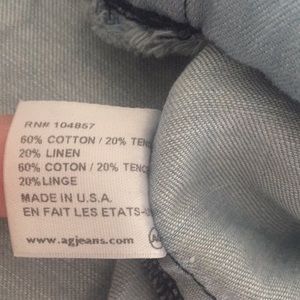 RN# 104857
60% COTTON / 20% TENC
20% LINEN
60% COTON / 20% TENC
20%LINGE
MADE IN U.S.A.
EN FAIT LES ETATS-U
www.agjeans.com